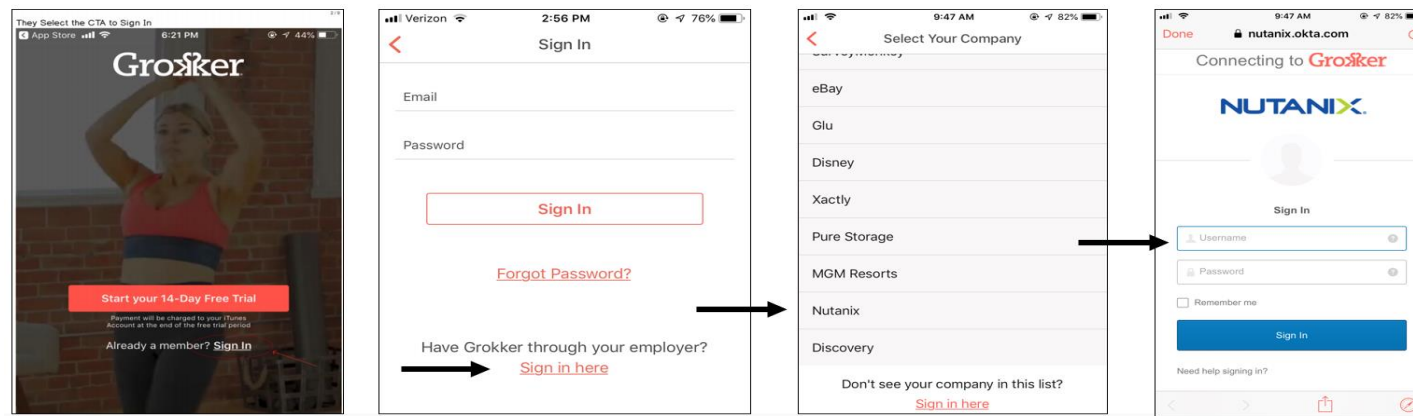 They Select the CTA to Sign In
App Store
6:21 PM
44%
Grokker
Start your 14-Day Free Trial
Payment will be charged to your iTunes
Account at the end of the free trial period
Already a member? Sign In
Verizon
2:56 PM
76%
Sign In
Email
Password
Sign In
Forgot Password?
Have Grokker through your employer?
Sign in here
9:47 AM
82%
Select Your Company
SurveyMonkey
eBay
Glu
Disney
Xactly
Pure Storage
MGM Resorts
Nutanix
Discovery
Don't see your company in this list?
Sign in here
9:47 AM
82%
Done
nutanix.okta.com
Connecting to Grokker
NUTANIX.
Sign In
Username
Password
Remember me
Sign In
Need help signing in?